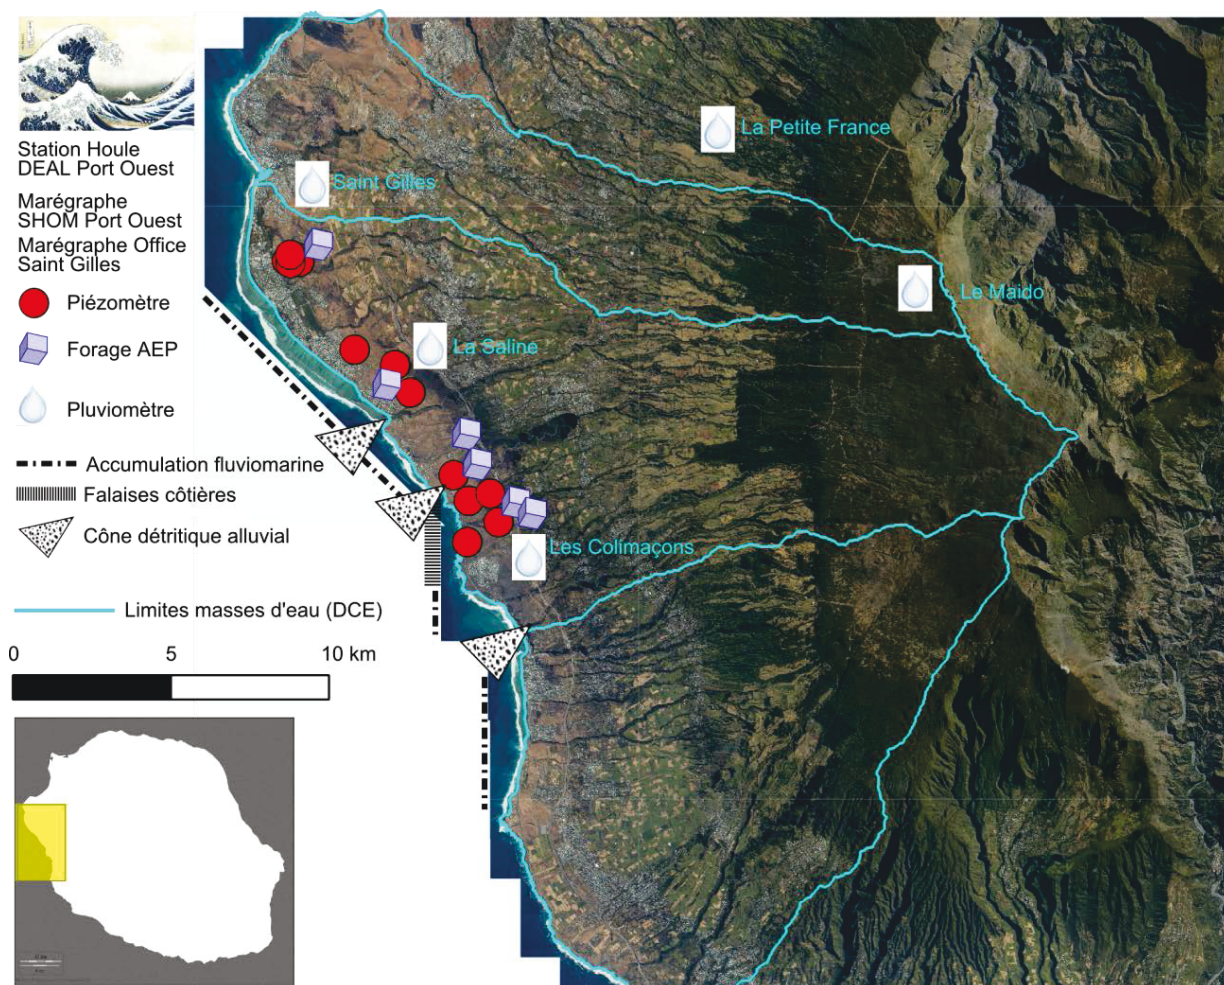 Station Houle
DEAL Port Ouest
Marégraphe
SHOM Port Ouest
Marégraphe Office
Saint Gilles
Piézomètre
Forage AEP
Pluviomètre
Accumulation fluviomarine
Falaises côtières
Cône détritique alluvial
Limites masses d'eau (DCE)
0 5 10 km
La Petite France
Saint Gilles
Le Maido
La Saline
Les Colimaçons